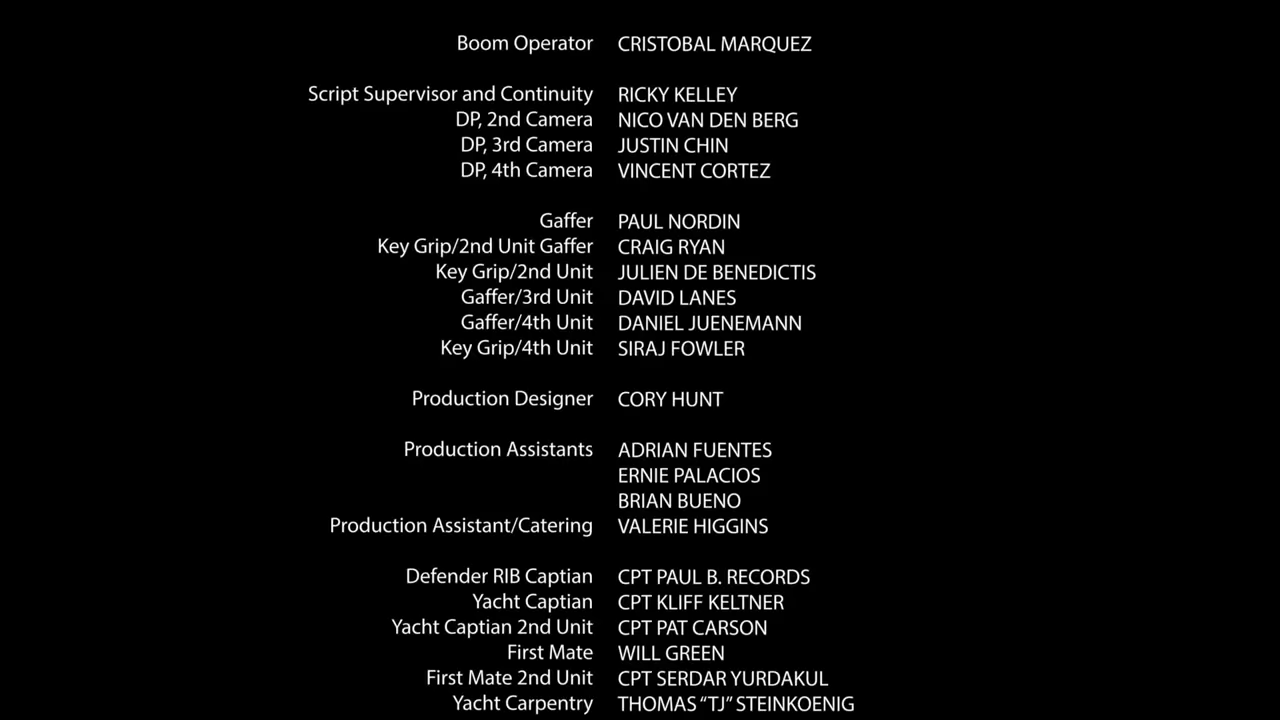 Boom Operator CRISTOBAL MARQUEZ
Script Supervisor and Continuity RICKY KELLEY
DP, 2nd Camera NICO VAN DEN BERG
DP, 3rd Camera JUSTIN CHIN
DP, 4th Camera VINCENT CORTEZ
Gaffer PAUL NORDIN
Key Grip/2nd Unit Gaffer CRAIG RYAN
Key Grip/2nd Unit JULIEN DE BENEDICTIS
Gaffer/3rd Unit DAVID LANES
Gaffer/4th Unit DANIEL JUENEMANN
Key Grip/4th Unit SIRAJ FOWLER
Production Designer CORY HUNT
Production Assistants ADRIAN FUENTES
ERNIE PALACIOS
BRIAN BUENO
Production Assistant/Catering VALERIE HIGGINS
Defender RIB Captian CPT PAUL B. RECORDS
Yacht Captian CPT KLIFF KELTNER
Yacht Captian 2nd Unit CPT PAT CARSON
First Mate WILL GREEN
First Mate 2nd Unit CPT SERDAR YURDAKUL
Yacht Carpentry THOMAS “TJ” STEINKOENIG